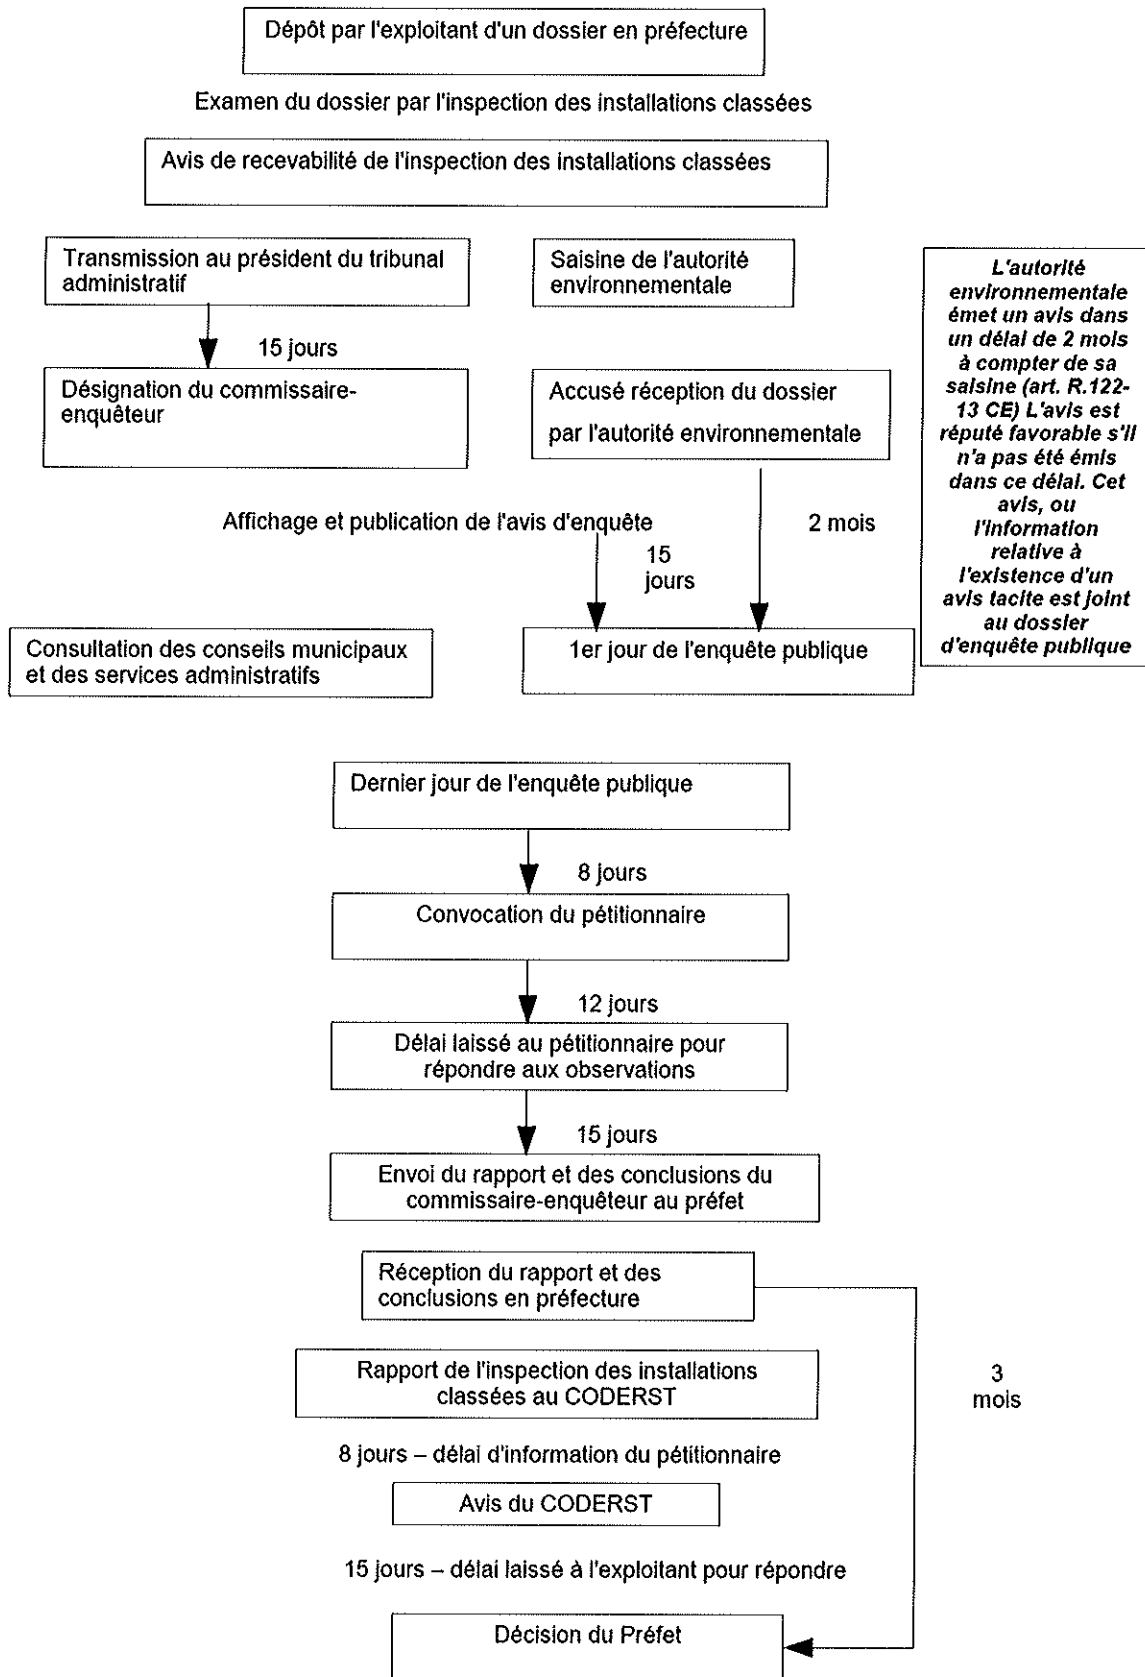 Dépôt par l'exploitant d'un dossier en préfecture
Examen du dossier par l'inspection des installations classées
Avis de recevabilité de l'inspection des installations classées
Transmission au président du tribunal
administratif
Saisine de l'autorité
environnementale
15 jours
Désignation du commissaire-
enquêteur
Accusé réception du dossier
par l'autorité environnementale
L'autorité
environnementale
émet un avis dans
un délai de 2 mois
à compter de sa
saisine (art. R.122-
13 CE) L'avis est
réputé favorable s'il
n'a pas été émis
dans ce délai. Cet
avis, ou
l'information
relative à
l'existence d'un
avis tacite est joint
au dossier
d'enquête publique
Affichage et publication de l'avis d'enquête
2 mois
15
jours
Consultation des conseils municipaux
et des services administratifs
1er jour de l'enquête publique
Dernier jour de l'enquête publique
8 jours
Convocation du pétitionnaire
12 jours
Délai laissé au pétitionnaire pour
répondre aux observations
15 jours
Envoi du rapport et des conclusions du
commissaire-enquêteur au préfet
Réception du rapport et des
conclusions en préfecture
Rapport de l'inspection des installations
classées au CODERST
3
mois
8 jours – délai d'information du pétitionnaire
Avis du CODERST
15 jours – délai laissé à l'exploitant pour répondre
Décision du Préfet